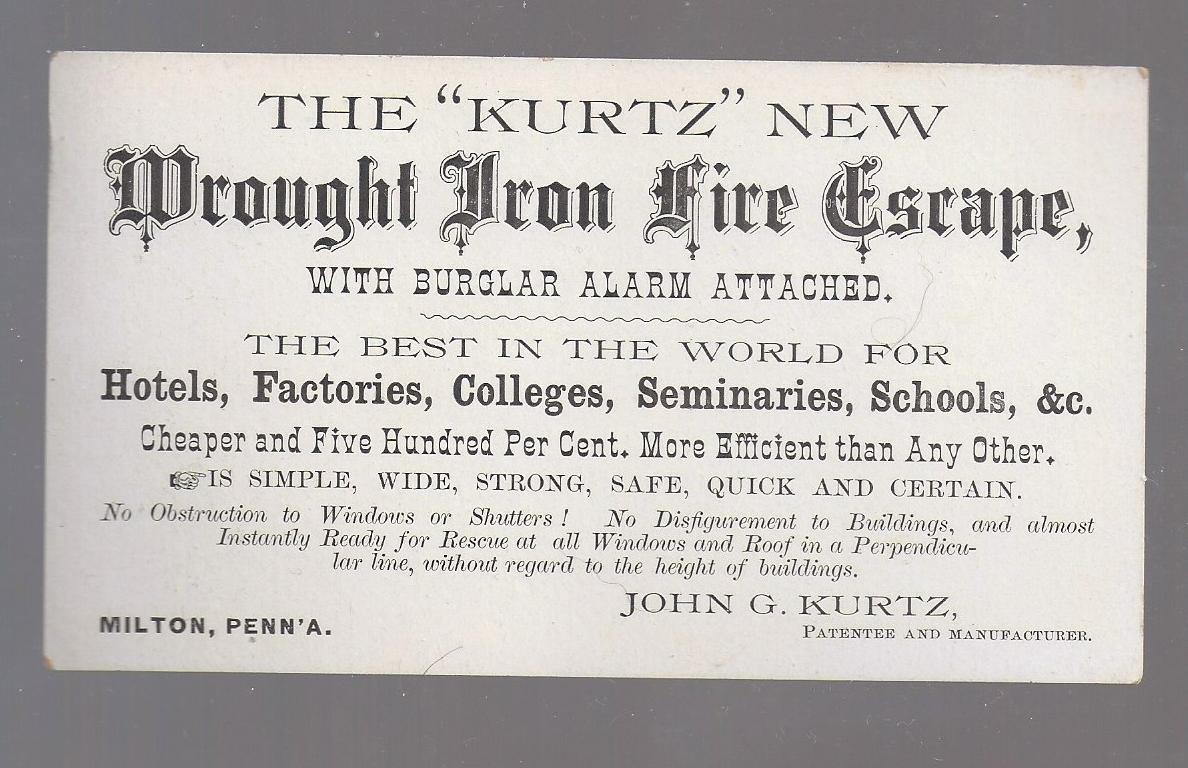 THE "KURTZ" NEW
Wrought Iron Fire Escape,
WITH BURGLAR ALARM ATTACHED.
THE BEST IN THE WORLD FOR
Hotels, Factories, Colleges, Seminaries, Schools, &c.
Cheaper and Five Hundred Per Cent. More Efficient than Any Other.
☞IS SIMPLE, WIDE, STRONG, SAFE, QUICK AND CERTAIN.
No Obstruction to Windows or Shutters! No Disfigurement to Buildings, and almost
Instantly Ready for Rescue at all Windows and Roof in a Perpendicu-
lar line, without regard to the height of buildings.
JOHN G. KURTZ,
MILTON, PENN'A.
PATENTEE AND MANUFACTURER.